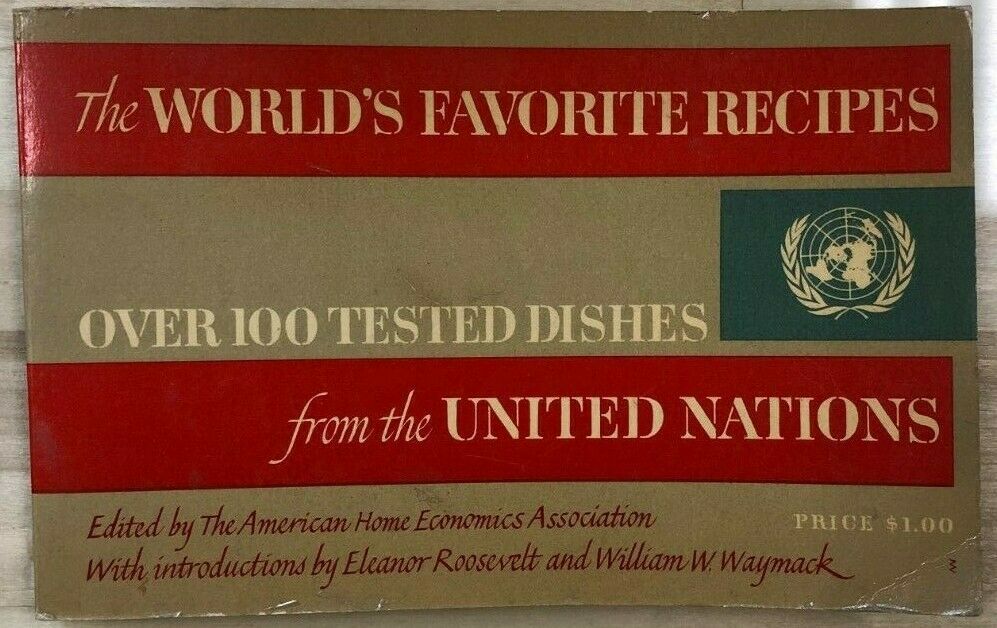 The WORLD'S FAVORITE RECIPES
OVER 100 TESTED DISHES
from the UNITED NATIONS
Edited by The American Home Economics Association
PRICE $1.00
With introductions by Eleanor Roosevelt and William W. Waymack